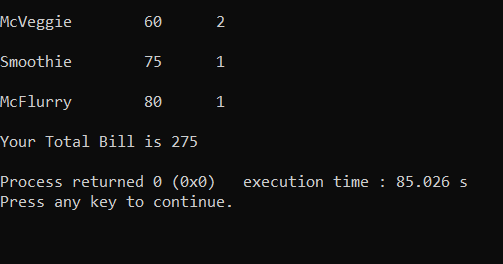 McVeggie 60 2
Smoothie 75 1
McFlurry 80 1
Your Total Bill is 275
Process returned 0 (0x0) execution time : 85.026 s
Press any key to continue.